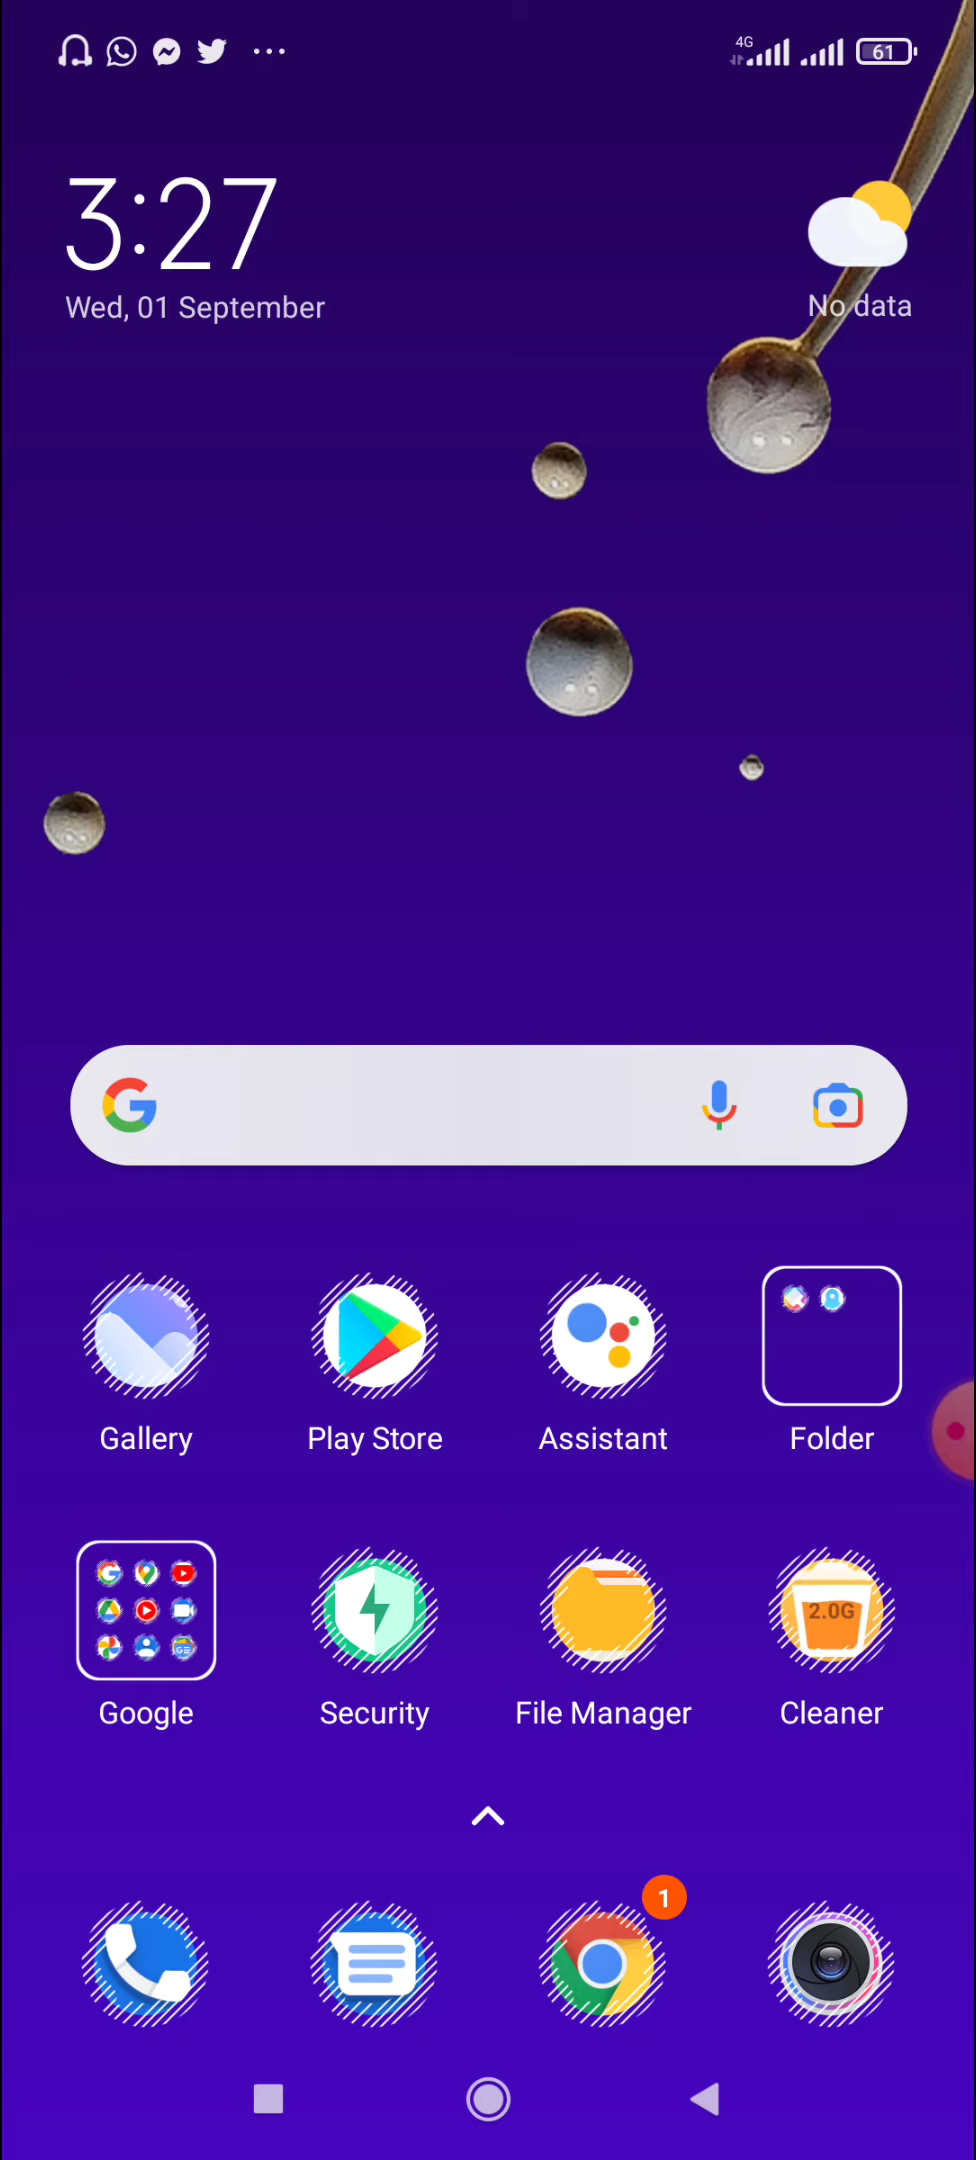 4G
61
3:27
Wed, 01 September
No data
Gallery
Play Store
Assistant
Folder
2.0G
Google
Security
File Manager
Cleaner
1